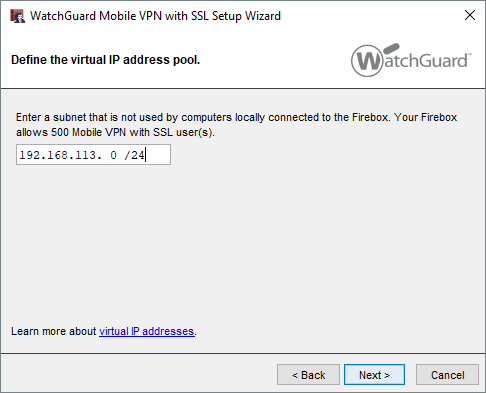 WatchGuard Mobile VPN with SSL Setup Wizard
Define the virtual IP address pool.
WatchGuard
Enter a subnet that is not used by computers locally connected to the Firebox. Your Firebox
allows 500 Mobile VPN with SSL user(s).
192.168.113. 0 /24
Learn more about virtual IP addresses.
< Back Next > Cancel